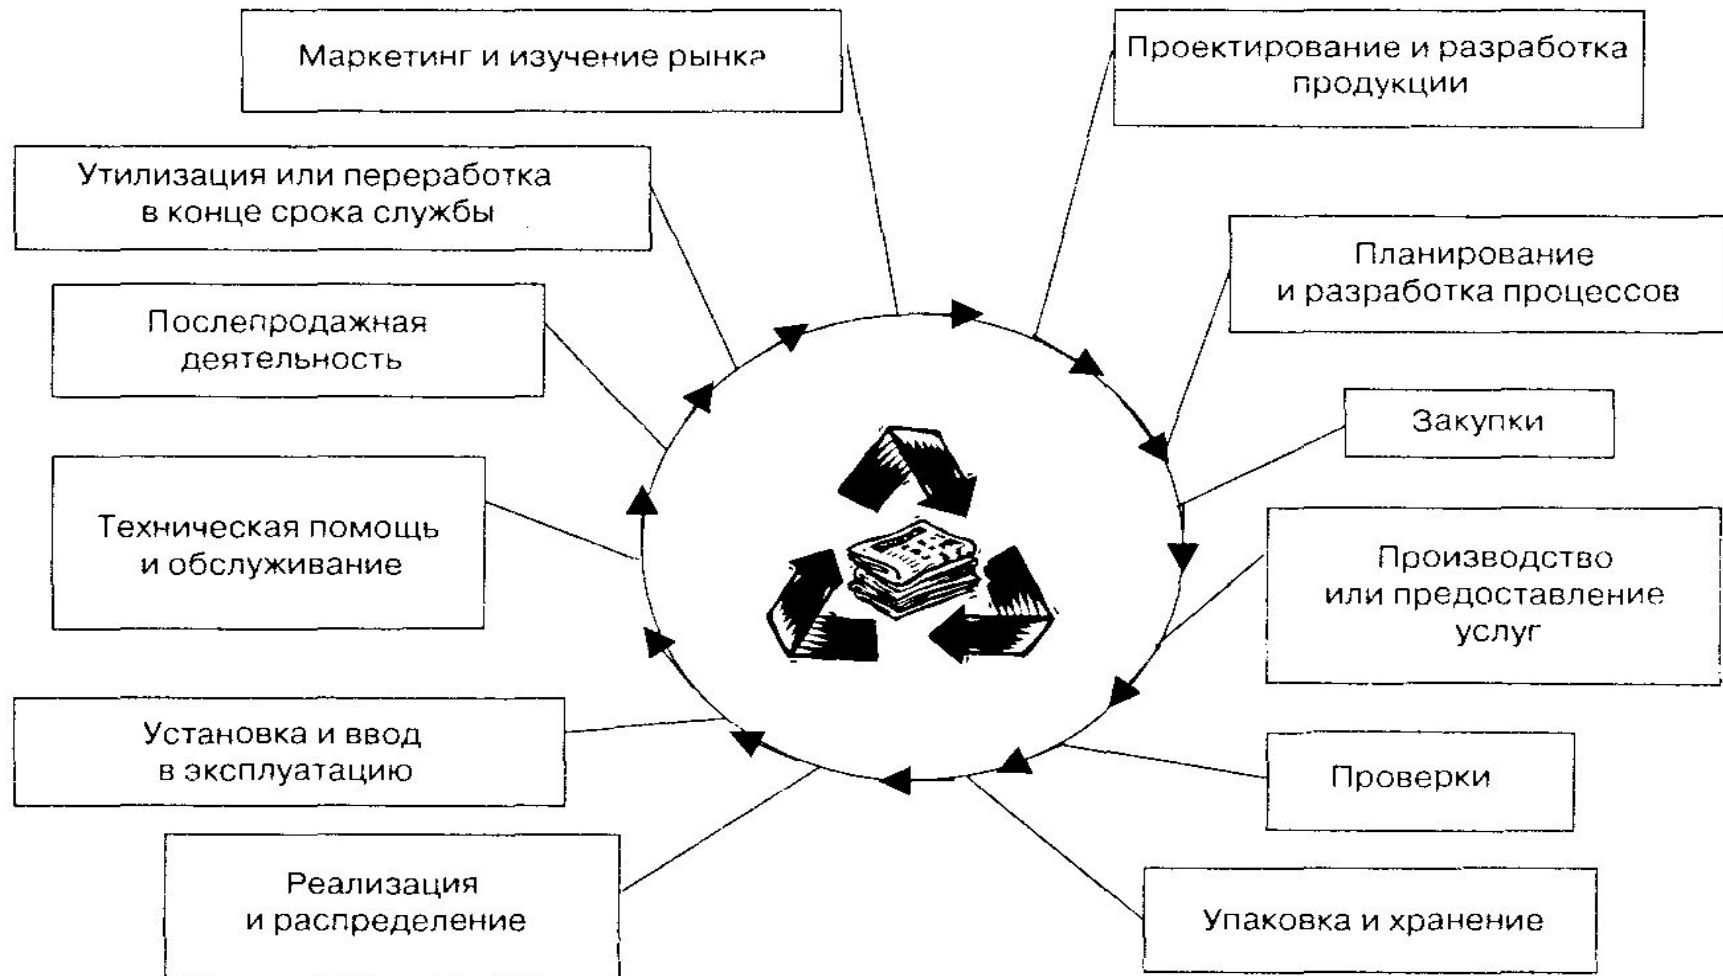 Маркетинг и изучение рынка
Проектирование и разработка
продукции
Утилизация или переработка
в конце срока службы
Планирование
и разработка процессов
Послепродажная
деятельность
Закупки
Техническая помощь
и обслуживание
Производство
или предоставление
услуг
Установка и ввод
в эксплуатацию
Проверки
Реализация
и распределение
Упаковка и хранение